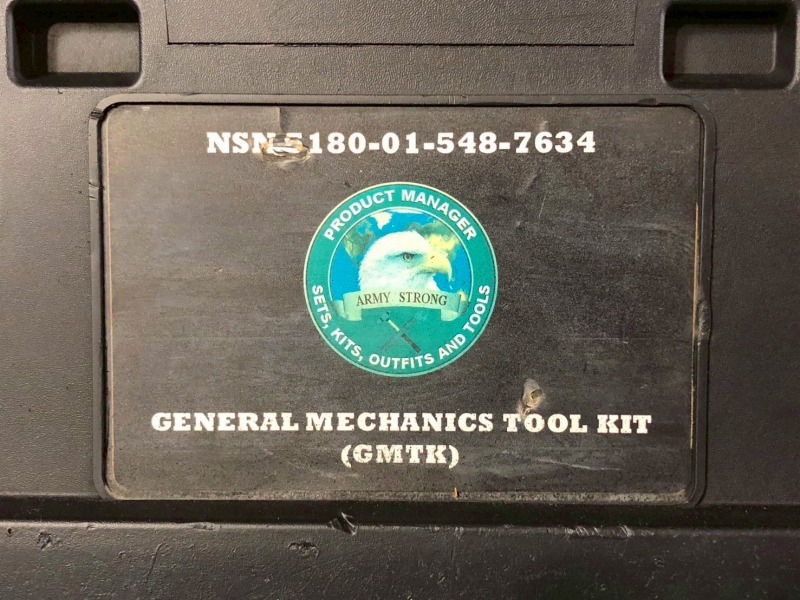 NSN 5180-01-548-7634
PRODUCT MANAGER
ARMY STRONG
SETS, KITS, OUTFITS AND TOOLS
GENERAL MECHANICS TOOL KIT
(GMTK)